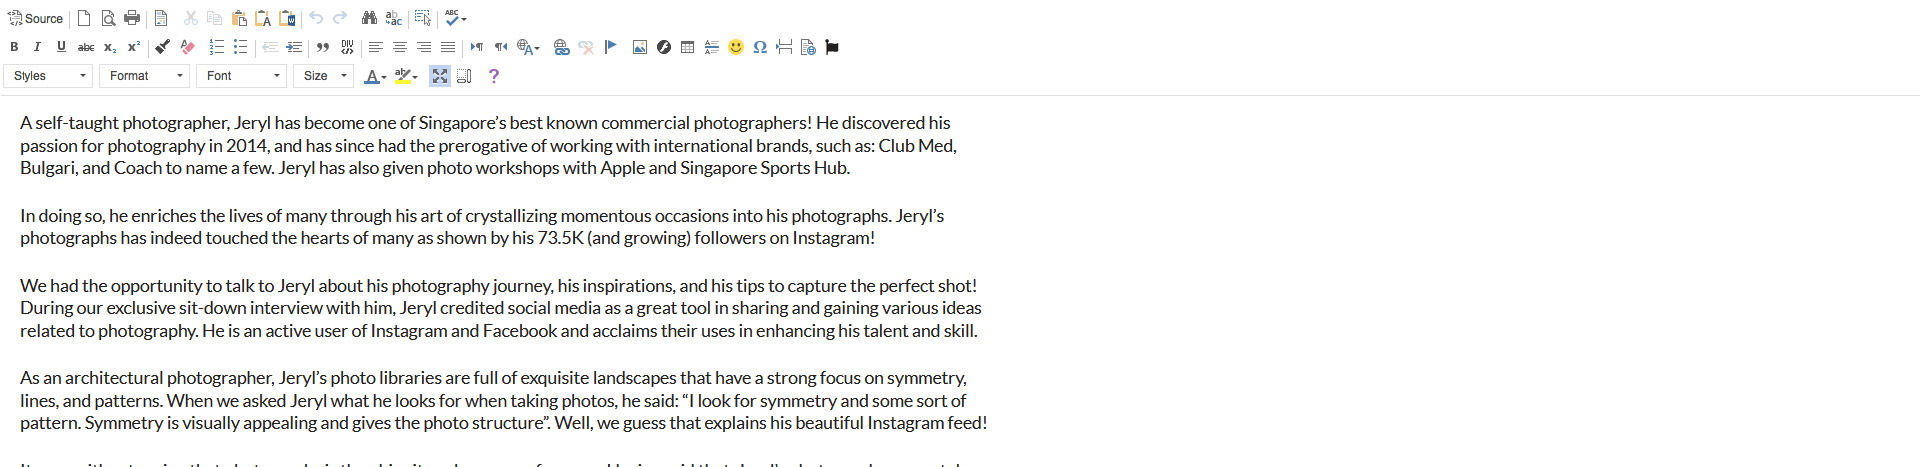 Source
B I U abc x₂ x² DIV
Styles Format Font Size A ?
A self-taught photographer, Jeryl has become one of Singapore’s best known commercial photographers! He discovered his
passion for photography in 2014, and has since had the prerogative of working with international brands, such as: Club Med,
Bulgari, and Coach to name a few. Jeryl has also given photo workshops with Apple and Singapore Sports Hub.
In doing so, he enriches the lives of many through his art of crystallizing momentous occasions into his photographs. Jeryl’s
photographs has indeed touched the hearts of many as shown by his 73.5K (and growing) followers on Instagram!
We had the opportunity to talk to Jeryl about his photography journey, his inspirations, and his tips to capture the perfect shot!
During our exclusive sit-down interview with him, Jeryl credited social media as a great tool in sharing and gaining various ideas
related to photography. He is an active user of Instagram and Facebook and acclaims their uses in enhancing his talent and skill.
As an architectural photographer, Jeryl’s photo libraries are full of exquisite landscapes that have a strong focus on symmetry,
lines, and patterns. When we asked Jeryl what he looks for when taking photos, he said: “I look for symmetry and some sort of
pattern. Symmetry is visually appealing and gives the photo structure”. Well, we guess that explains his beautiful Instagram feed!